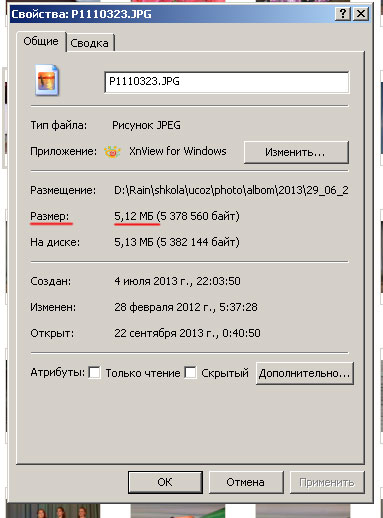 Свойства: P1110323.JPG
Общие Сводка
P1110323.JPG
Тип файла: Рисунок JPEG
Приложение: XnView for Windows Изменить...
Размещение: D:\Rain\shkola\ucoz\photo\albom\2013\29_06_2
Размер: 5,12 МБ (5 378 560 байт)
На диске: 5,13 МБ (5 382 144 байт)
Создан: 4 июля 2013 г., 22:03:50
Изменен: 28 февраля 2012 г., 5:37:28
Открыт: 22 сентября 2013 г., 0:40:50
Атрибуты: Только чтение Скрытый Дополнительно...
ОК Отмена Применить